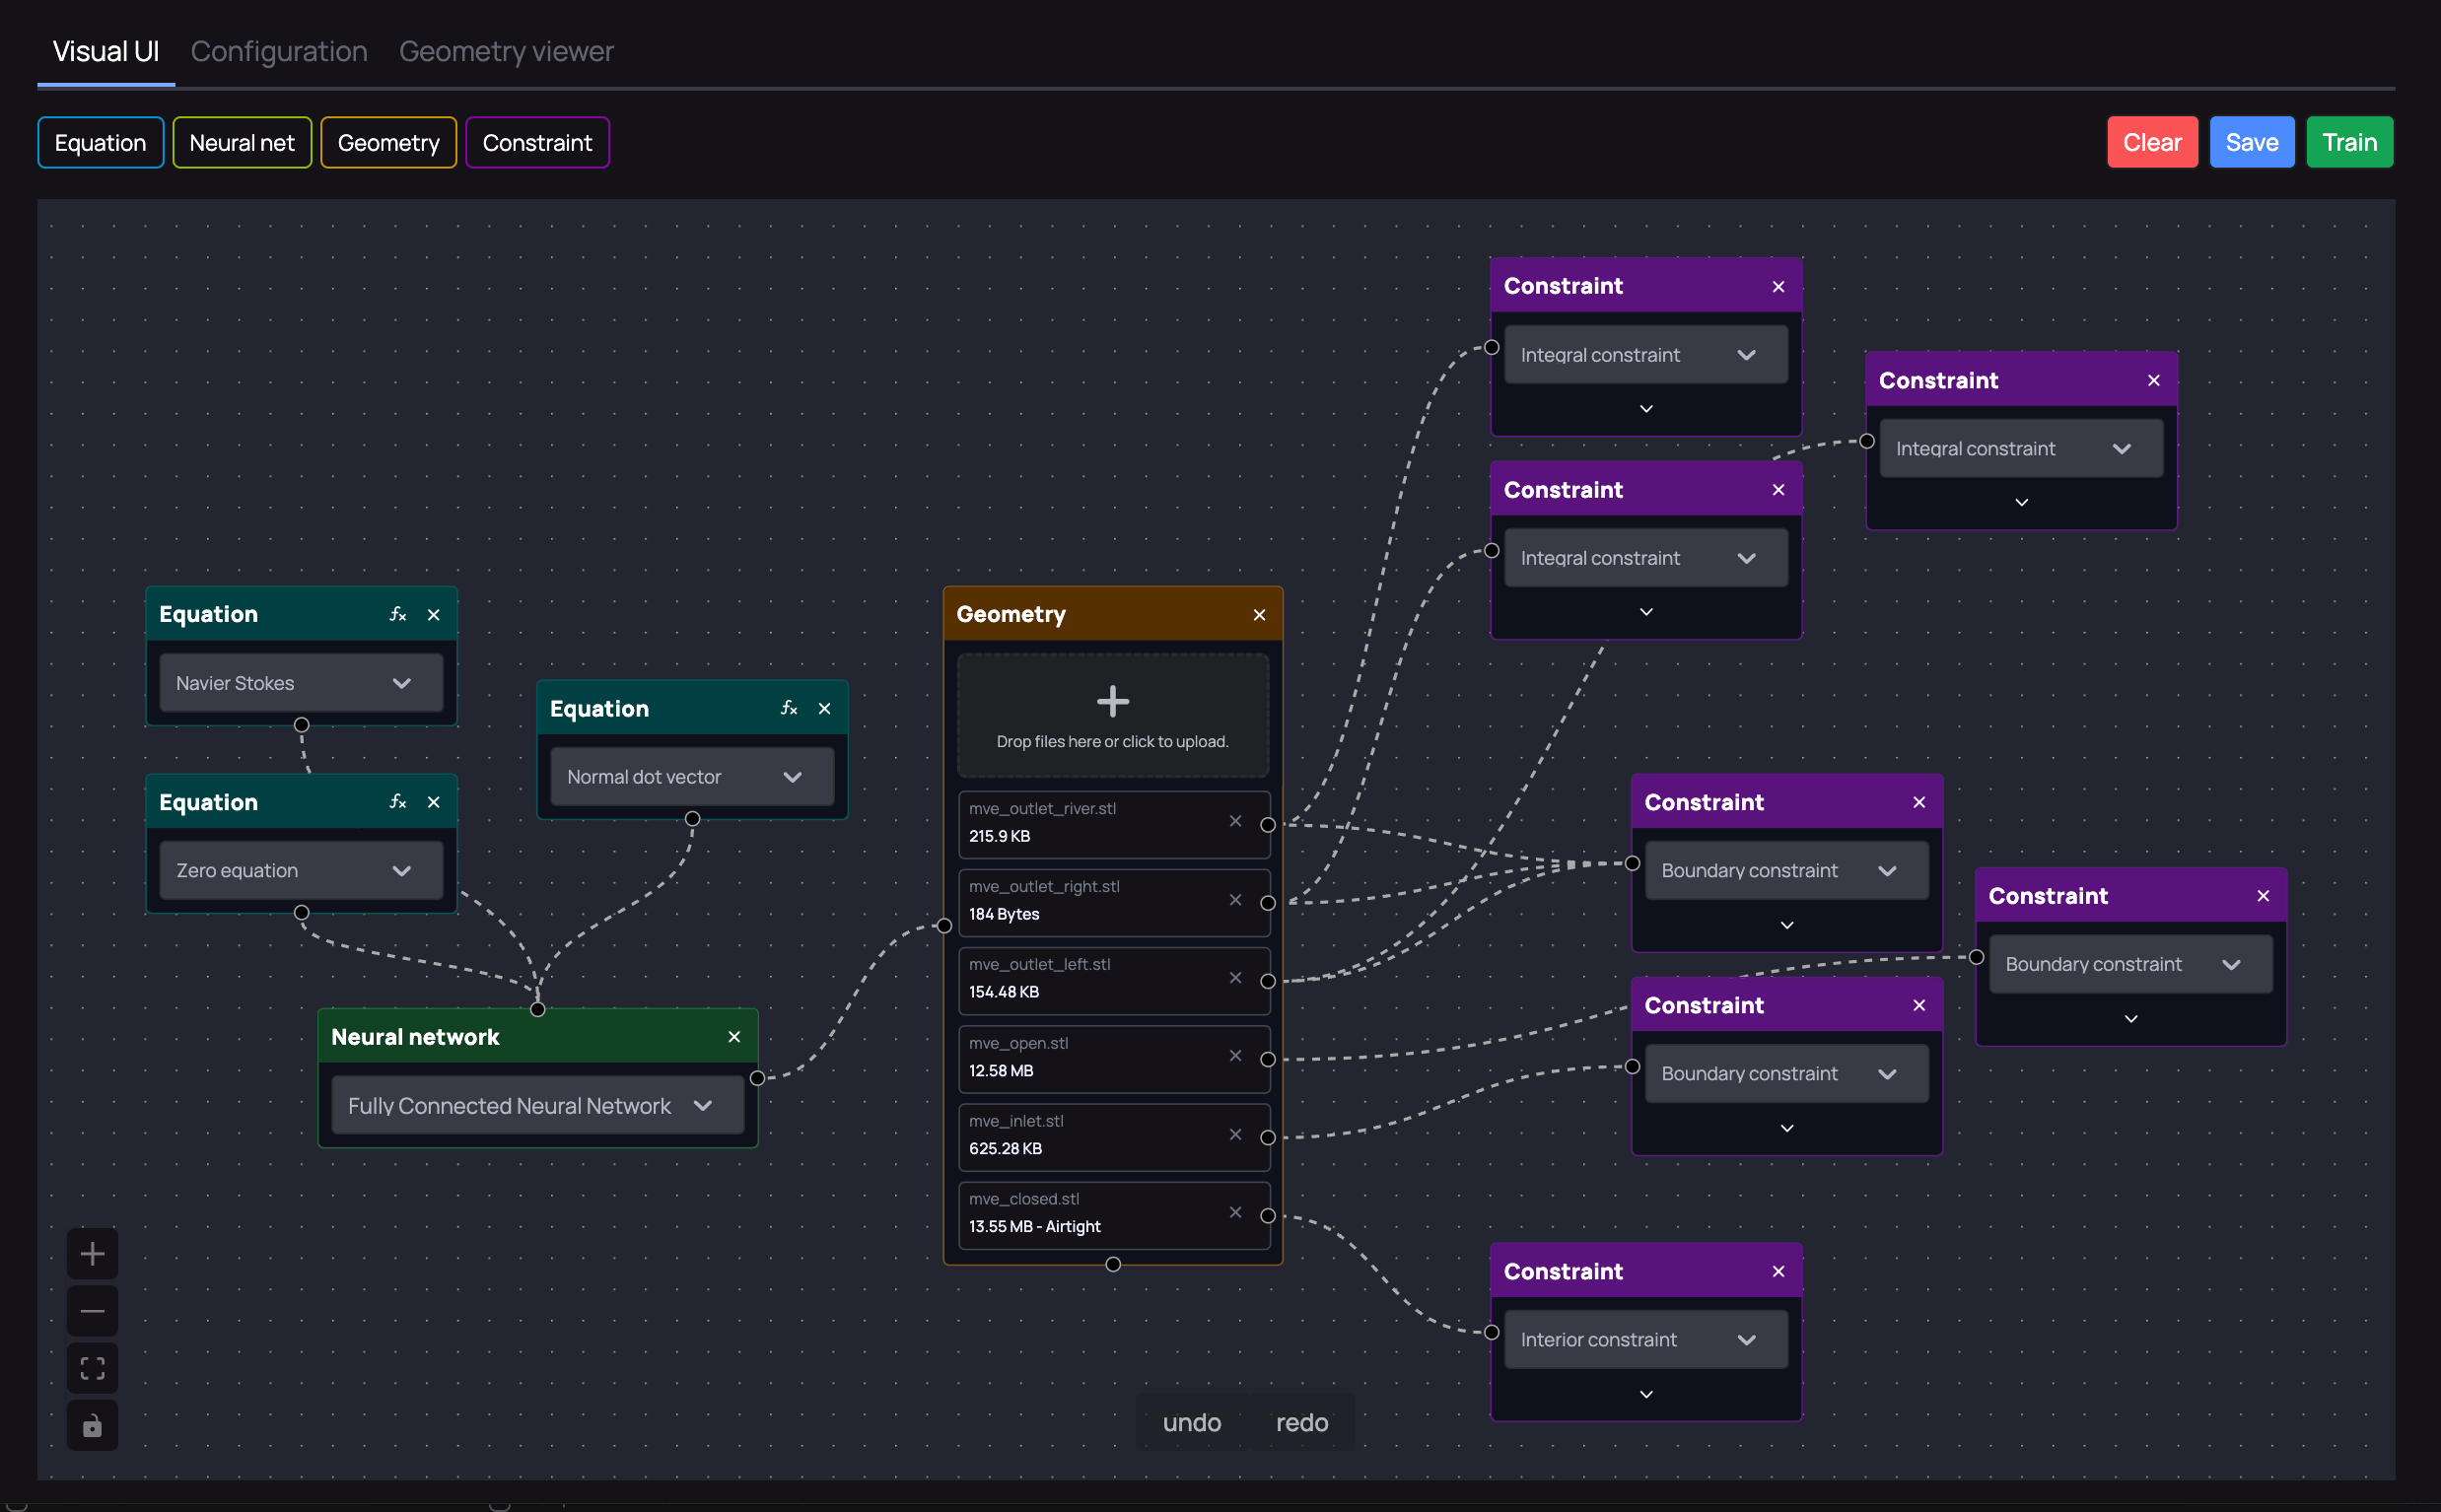 Visual UI
Configuration
Geometry viewer
Equation
Neural net
Geometry
Constraint
Clear
Save
Train
Constraint
Integral constraint
Constraint
Integral constraint
Constraint
Integral constraint
Equation
fx
Navier Stokes
Equation
fx
Normal dot vector
Equation
fx
Zero equation
Neural network
Fully Connected Neural Network
Geometry
Drop files here or click to upload.
mve_outlet_river.stl
215.9 KB
mve_outlet_right.stl
184 Bytes
mve_outlet_left.stl
154.48 KB
mve_open.stl
12.58 MB
mve_inlet.stl
625.28 KB
mve_closed.stl
13.55 MB - Airtight
Constraint
Boundary constraint
Constraint
Boundary constraint
Constraint
Boundary constraint
Constraint
Interior constraint
undo
redo